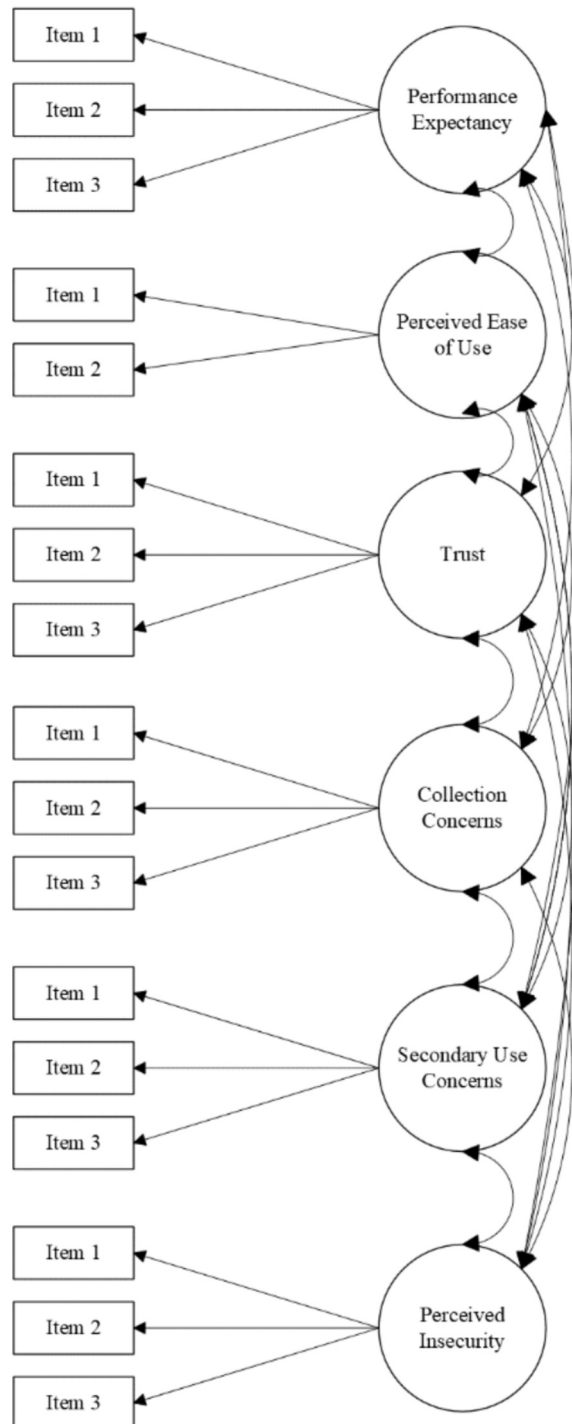 Item 1
Item 2
Item 3
Performance
Expectancy
Item 1
Item 2
Perceived Ease
of Use
Item 1
Item 2
Item 3
Trust
Item 1
Item 2
Item 3
Collection
Concerns
Item 1
Item 2
Item 3
Secondary Use
Concerns
Item 1
Item 2
Item 3
Perceived
Insecurity